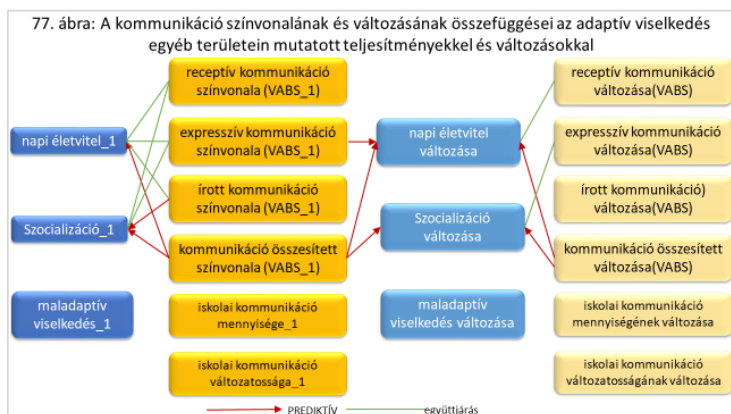 77. ábra: A kommunikáció színvonalának és változásának összefüggései az adaptív viselkedés
egyéb területein mutatott teljesítményekkel és változásokkal
napi életvitel_1
Szocializáció_1
maladaptív
viselkedés_1
receptív kommunikáció
színvonala (VABS_1)
expresszív kommunikáció
színvonala (VABS_1)
írott kommunikáció
színvonala (VABS_1)
kommunikáció összesített
színvonala (VABS_1)
iskolai kommunikáció
mennyisége_1
iskolai kommunikáció
változatossága_1
napi életvitel
változása
Szocializáció
változása
maladaptív
viselkedés változása
receptív kommunikáció
változása(VABS)
expresszív kommunikáció
változása(VABS)
írott kommunikáció)
változása(VABS)
kommunikáció összesített
változása(VABS)
iskolai kommunikáció
mennyiségének változása
iskolai kommunikáció
változatosságának változása
PREDIKTÍV
együttjárás